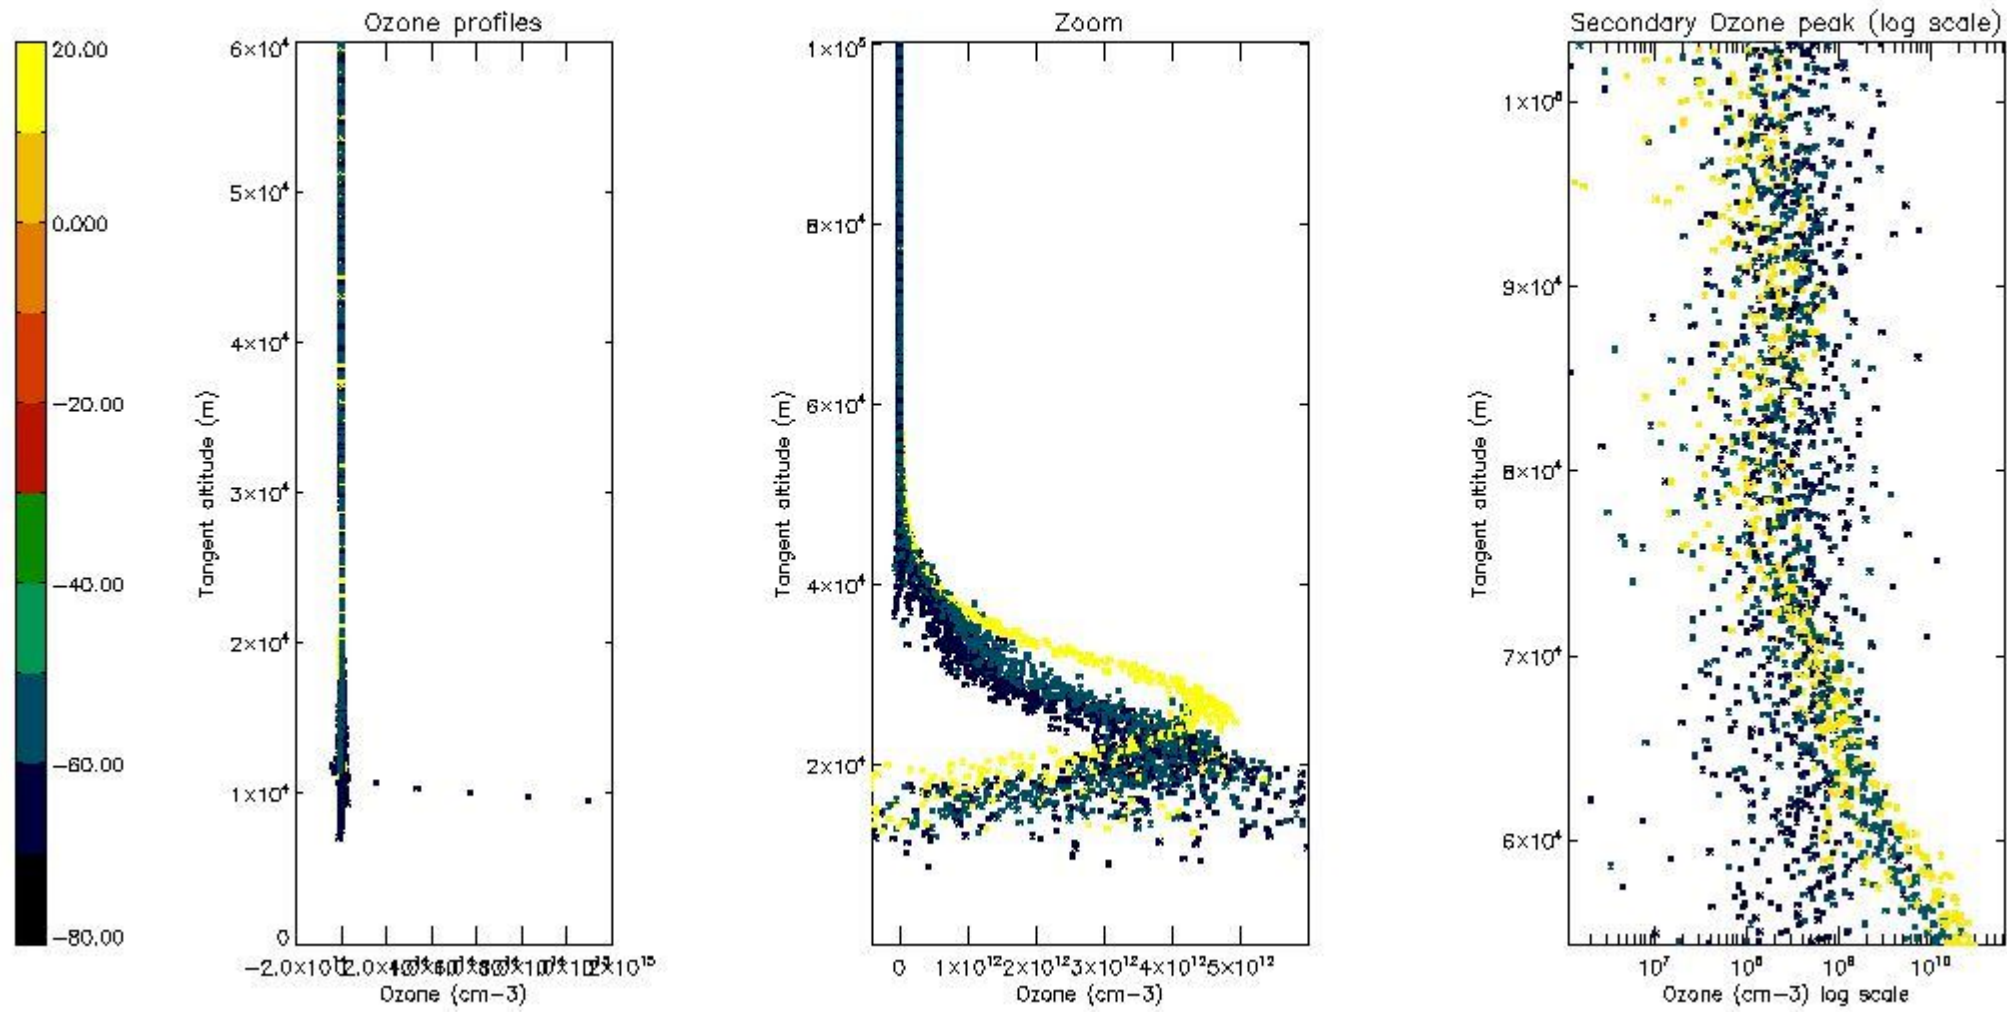 Ozone profiles
Zoom
Secondary Ozone peak (log scale)
20.00
0.000
−20.00
−40.00
−60.00
−80.00
6×10⁴
5×10⁴
4×10⁴
3×10⁴
2×10⁴
1×10⁴
0
Tangent altitude (m)
Ozone (cm−3)
1×10⁵
8×10⁴
6×10⁴
4×10⁴
2×10⁴
Tangent altitude (m)
0 1×10¹² 2×10¹² 3×10¹² 4×10¹² 5×10¹²
Ozone (cm−3)
1×10⁵
9×10⁴
8×10⁴
7×10⁴
6×10⁴
Tangent altitude (m)
10⁷ 10⁸ 10⁹ 10¹⁰
Ozone (cm−3) log scale